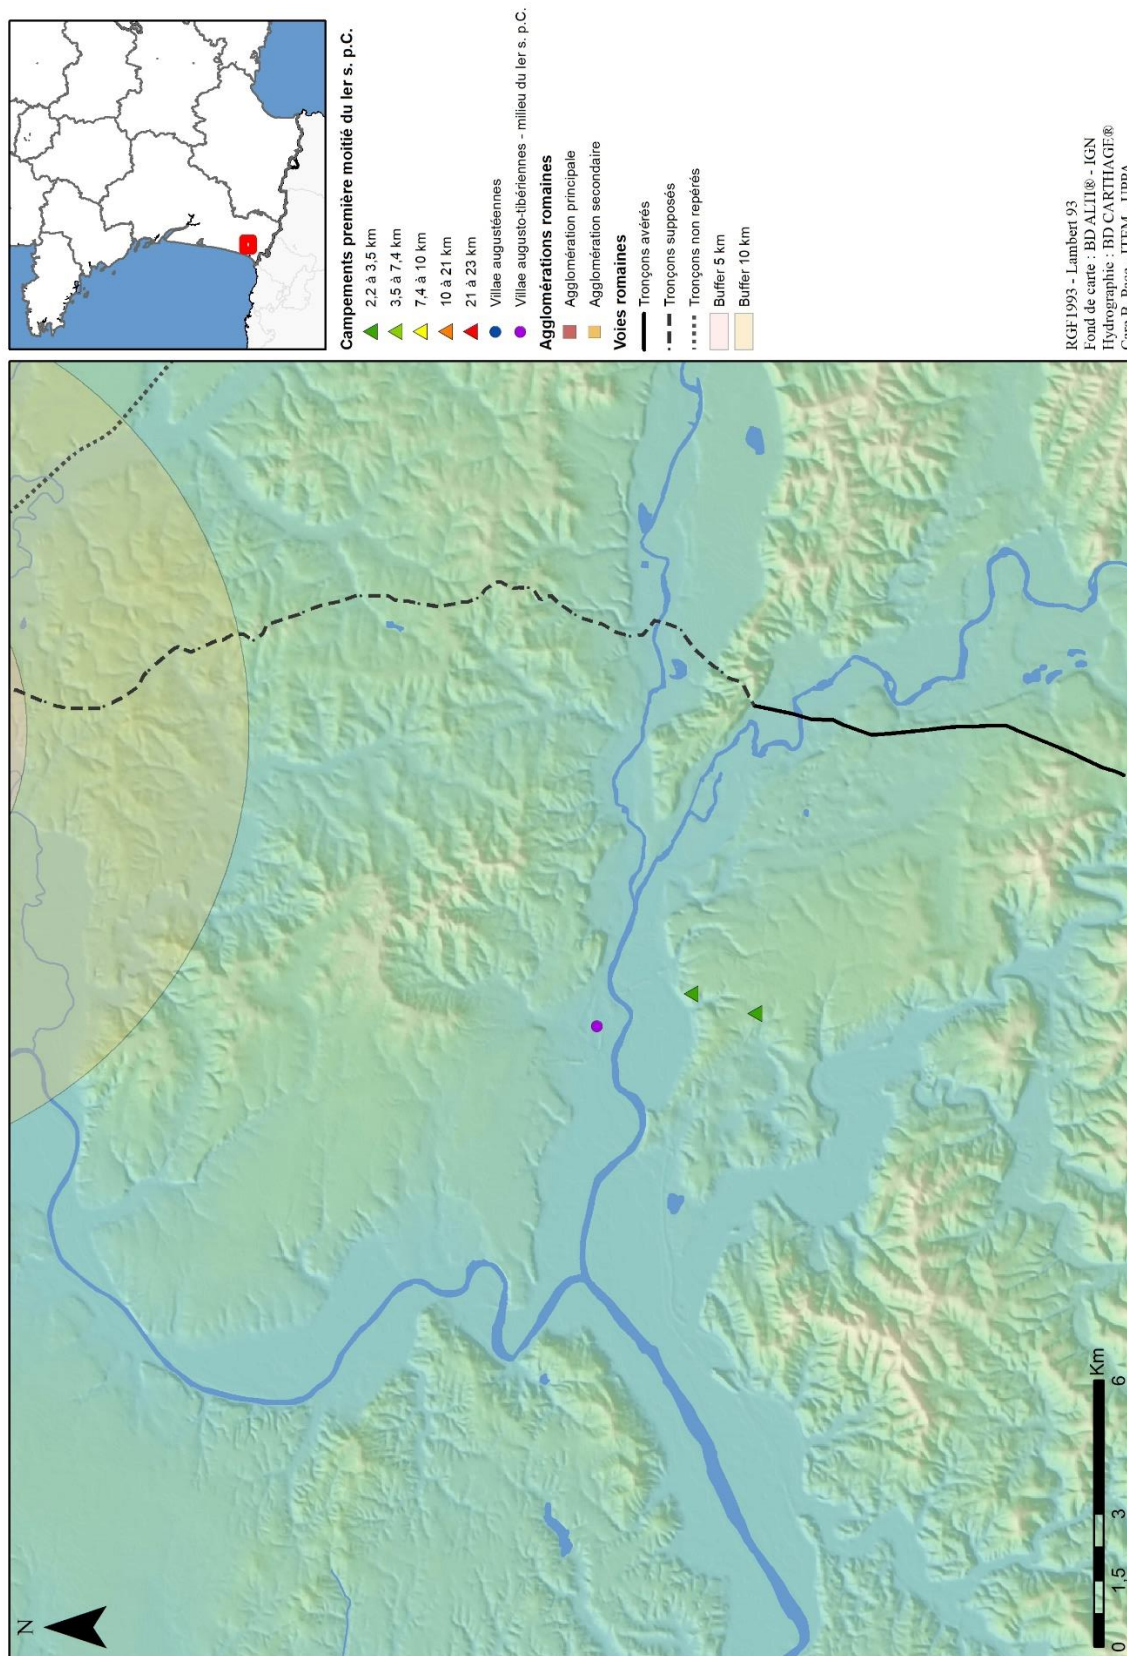 N
0
1,5
3
6
Km
Campements première moitié du Ier s. p.C.
2,2 à 3,5 km
3,5 à 7,4 km
7,4 à 10 km
10 à 21 km
21 à 23 km
Villae augustéennes
Villae augusto-tibériennes - milieu du Ier s. p.C.
Agglomérations romaines
Agglomération principale
Agglomération secondaire
Voies romaines
Tronçons avérés
Tronçons supposés
Tronçons non repérés
Buffer 5 km
Buffer 10 km
RGF1993 - Lambert 93
Fond de carte : BD ALTI® - IGN
Hydrographie : BD CARTHAGE®